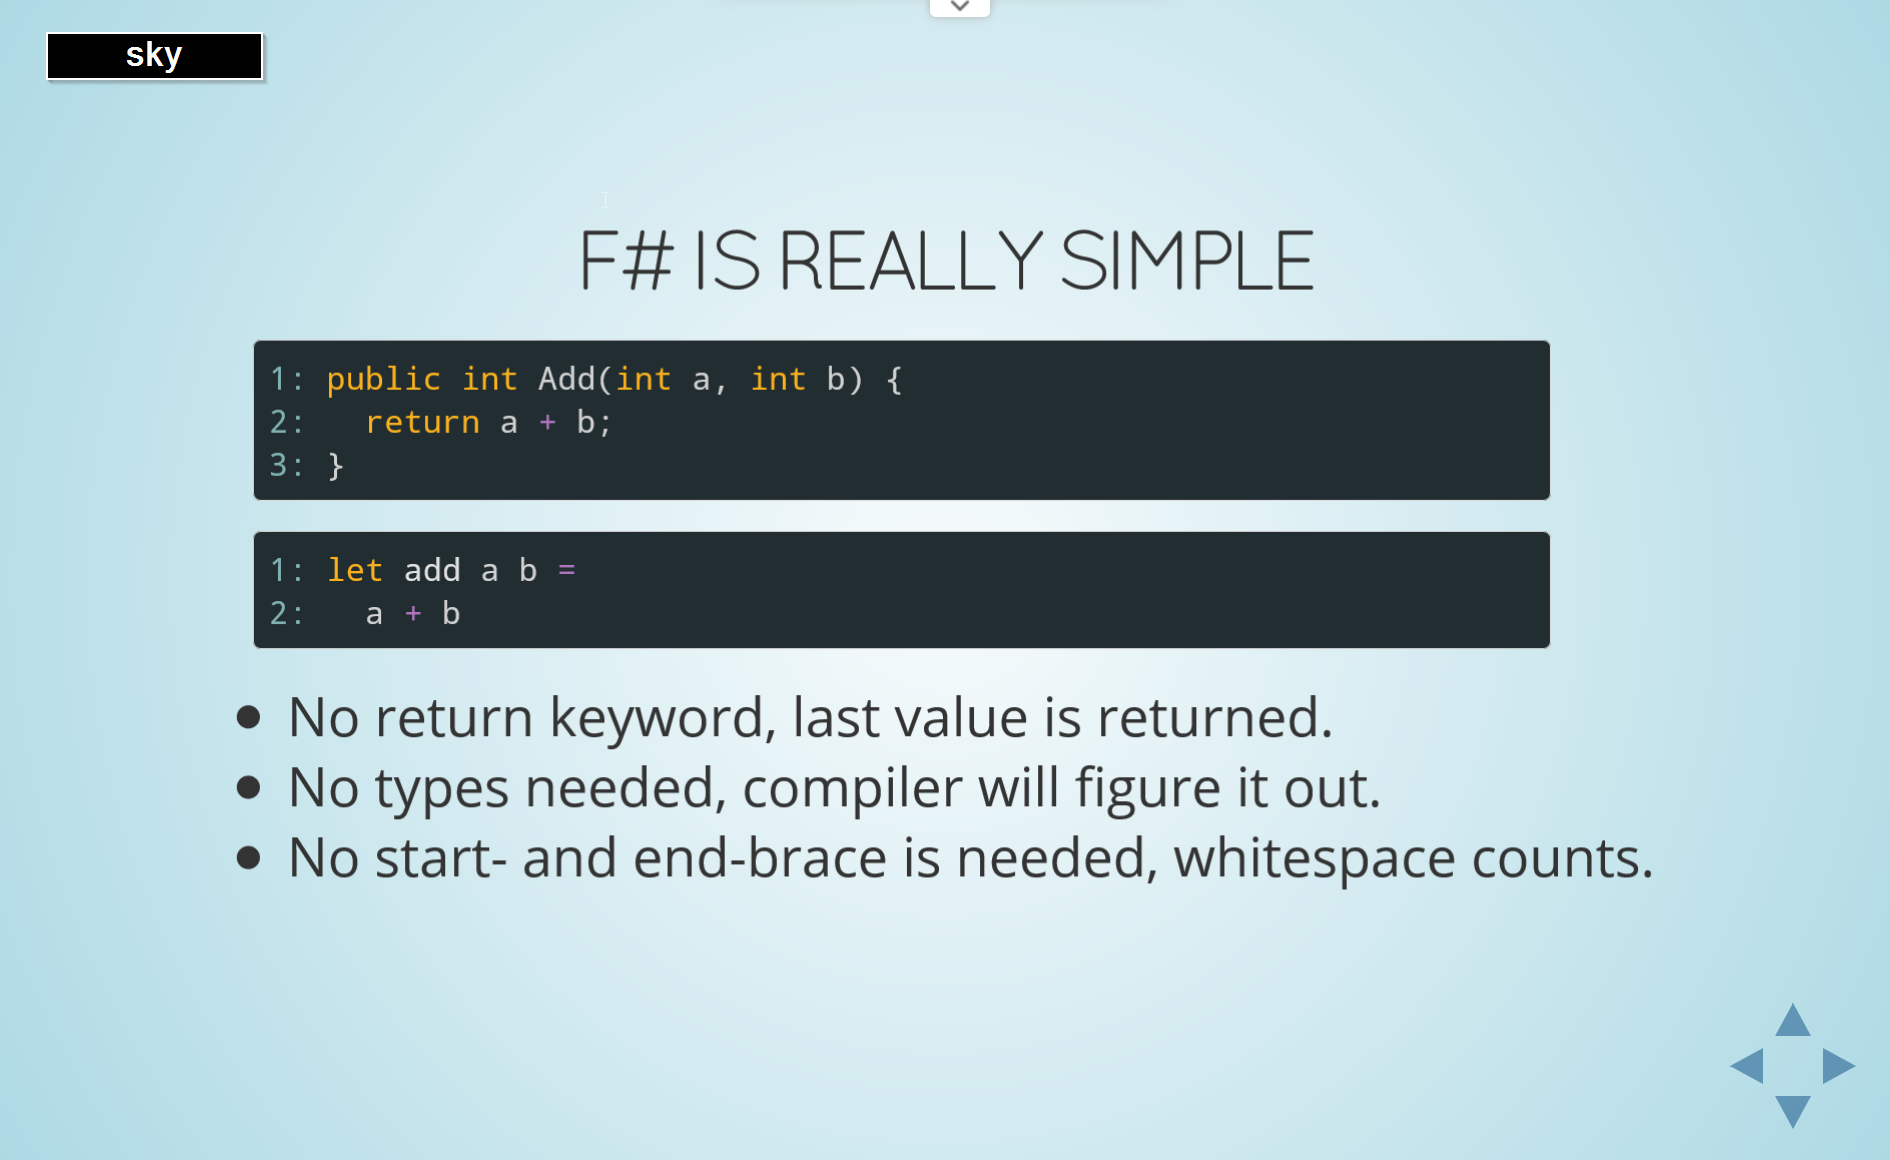 sky
F# IS REALLY SIMPLE
1: public int Add(int a, int b) {
2:   return a + b;
3: }
1: let add a b =
2:   a + b
● No return keyword, last value is returned.
● No types needed, compiler will figure it out.
● No start- and end-brace is needed, whitespace counts.